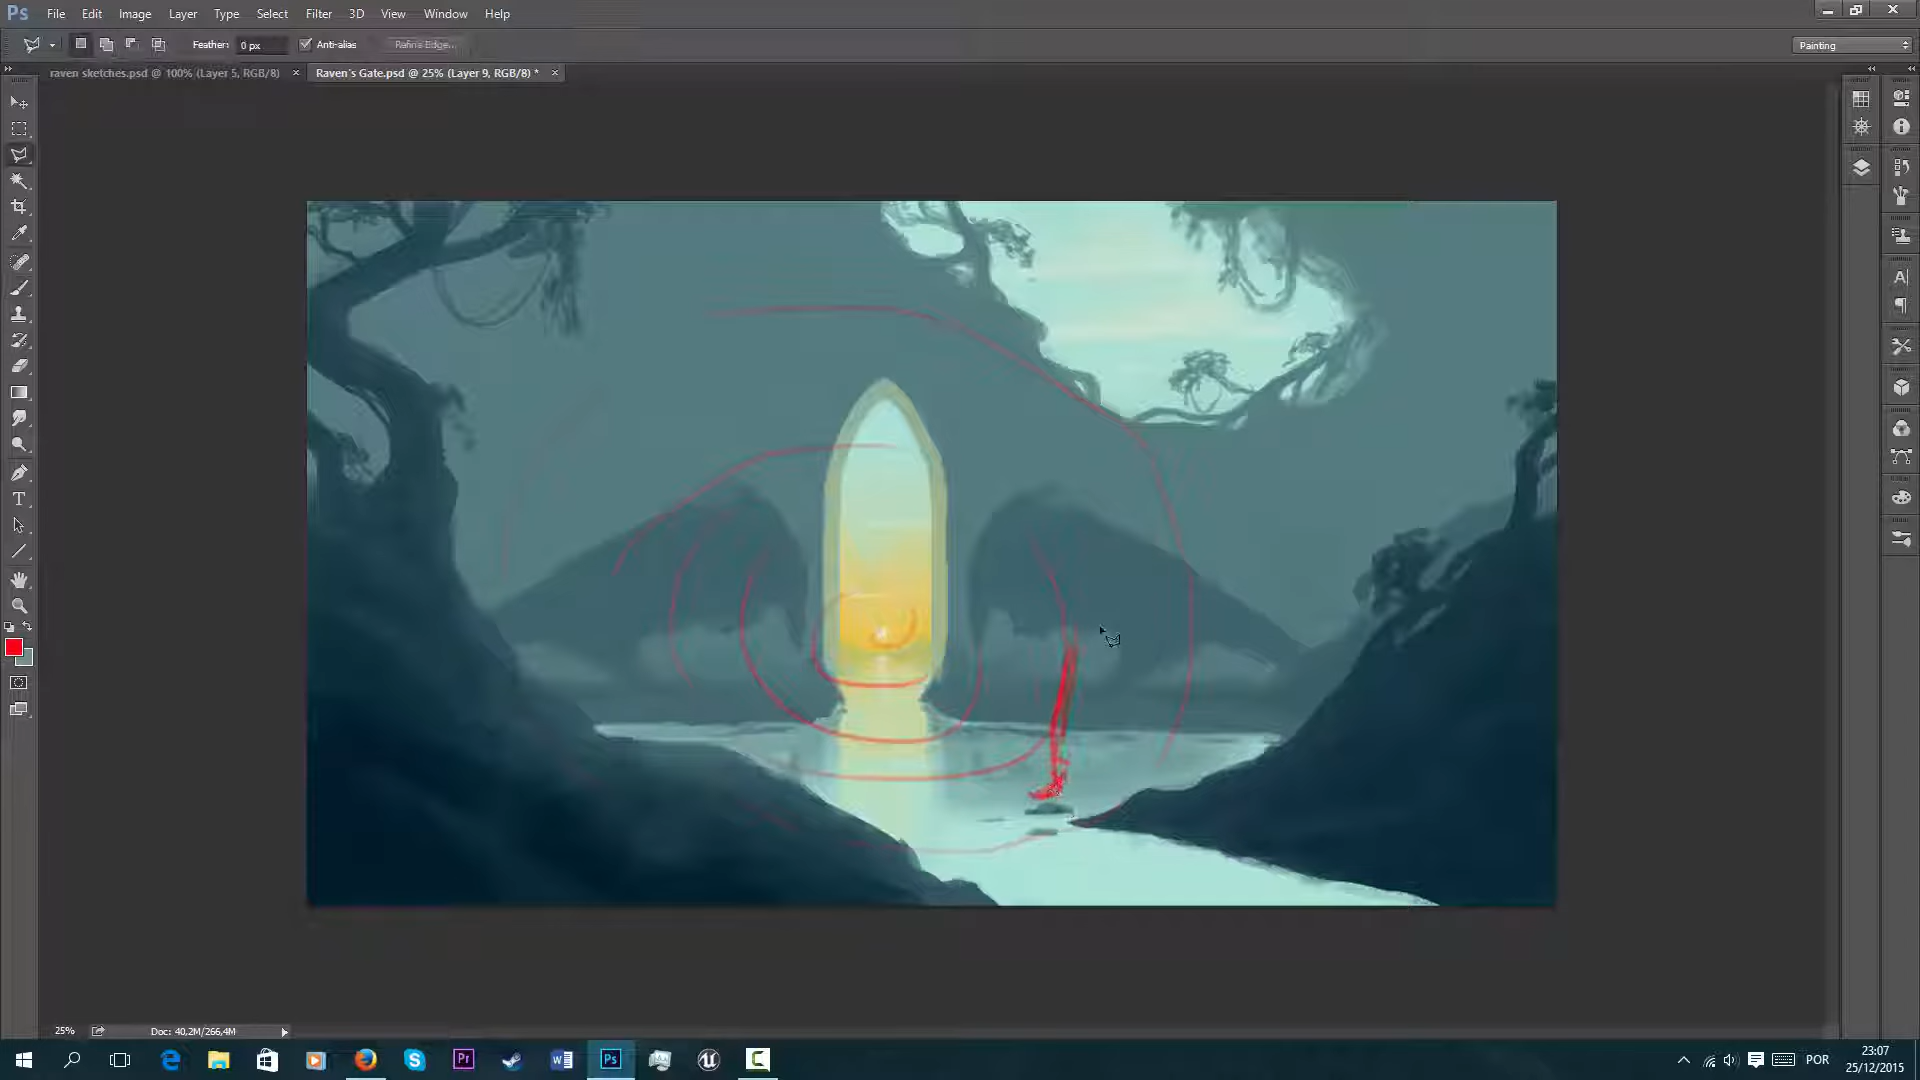 Ps File Edit Image Layer Type Select Filter 3D View Window Help
Feather: 0 px Anti-alias Refine Edge... Painting
raven sketches.psd @ 100% (Layer 5, RGB/8) × Raven's Gate.psd @ 25% (Layer 9, RGB/8) * ×
25% Doc: 40,2M/266,4M
POR
23:07
25/12/2015